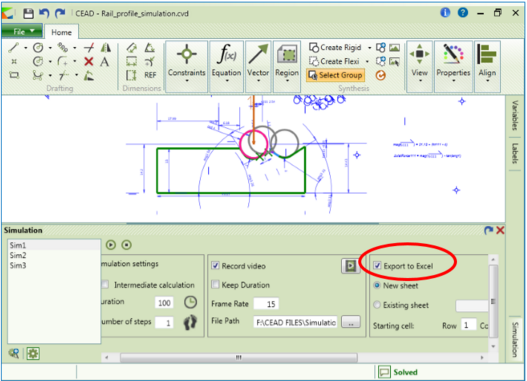 CEAD - Rail_profile_simulation.cvd
File Home
Create Rigid
Create Flexi
Select Group
REF
Constraints Equation Vector Region View Properties Align
Drafting Dimensions Synthesis
Variables
Labels
Simulation
Sim1
Sim2
Sim3
mulation settings
Intermediate calculation
uration 100
umber of steps 1
Record video
Keep Duration
Frame Rate 15
File Path F:\CEAD FILES\Simulatio ...
Export to Excel
New sheet
Existing sheet
Starting cell: Row 1 Co
Simulation
Solved